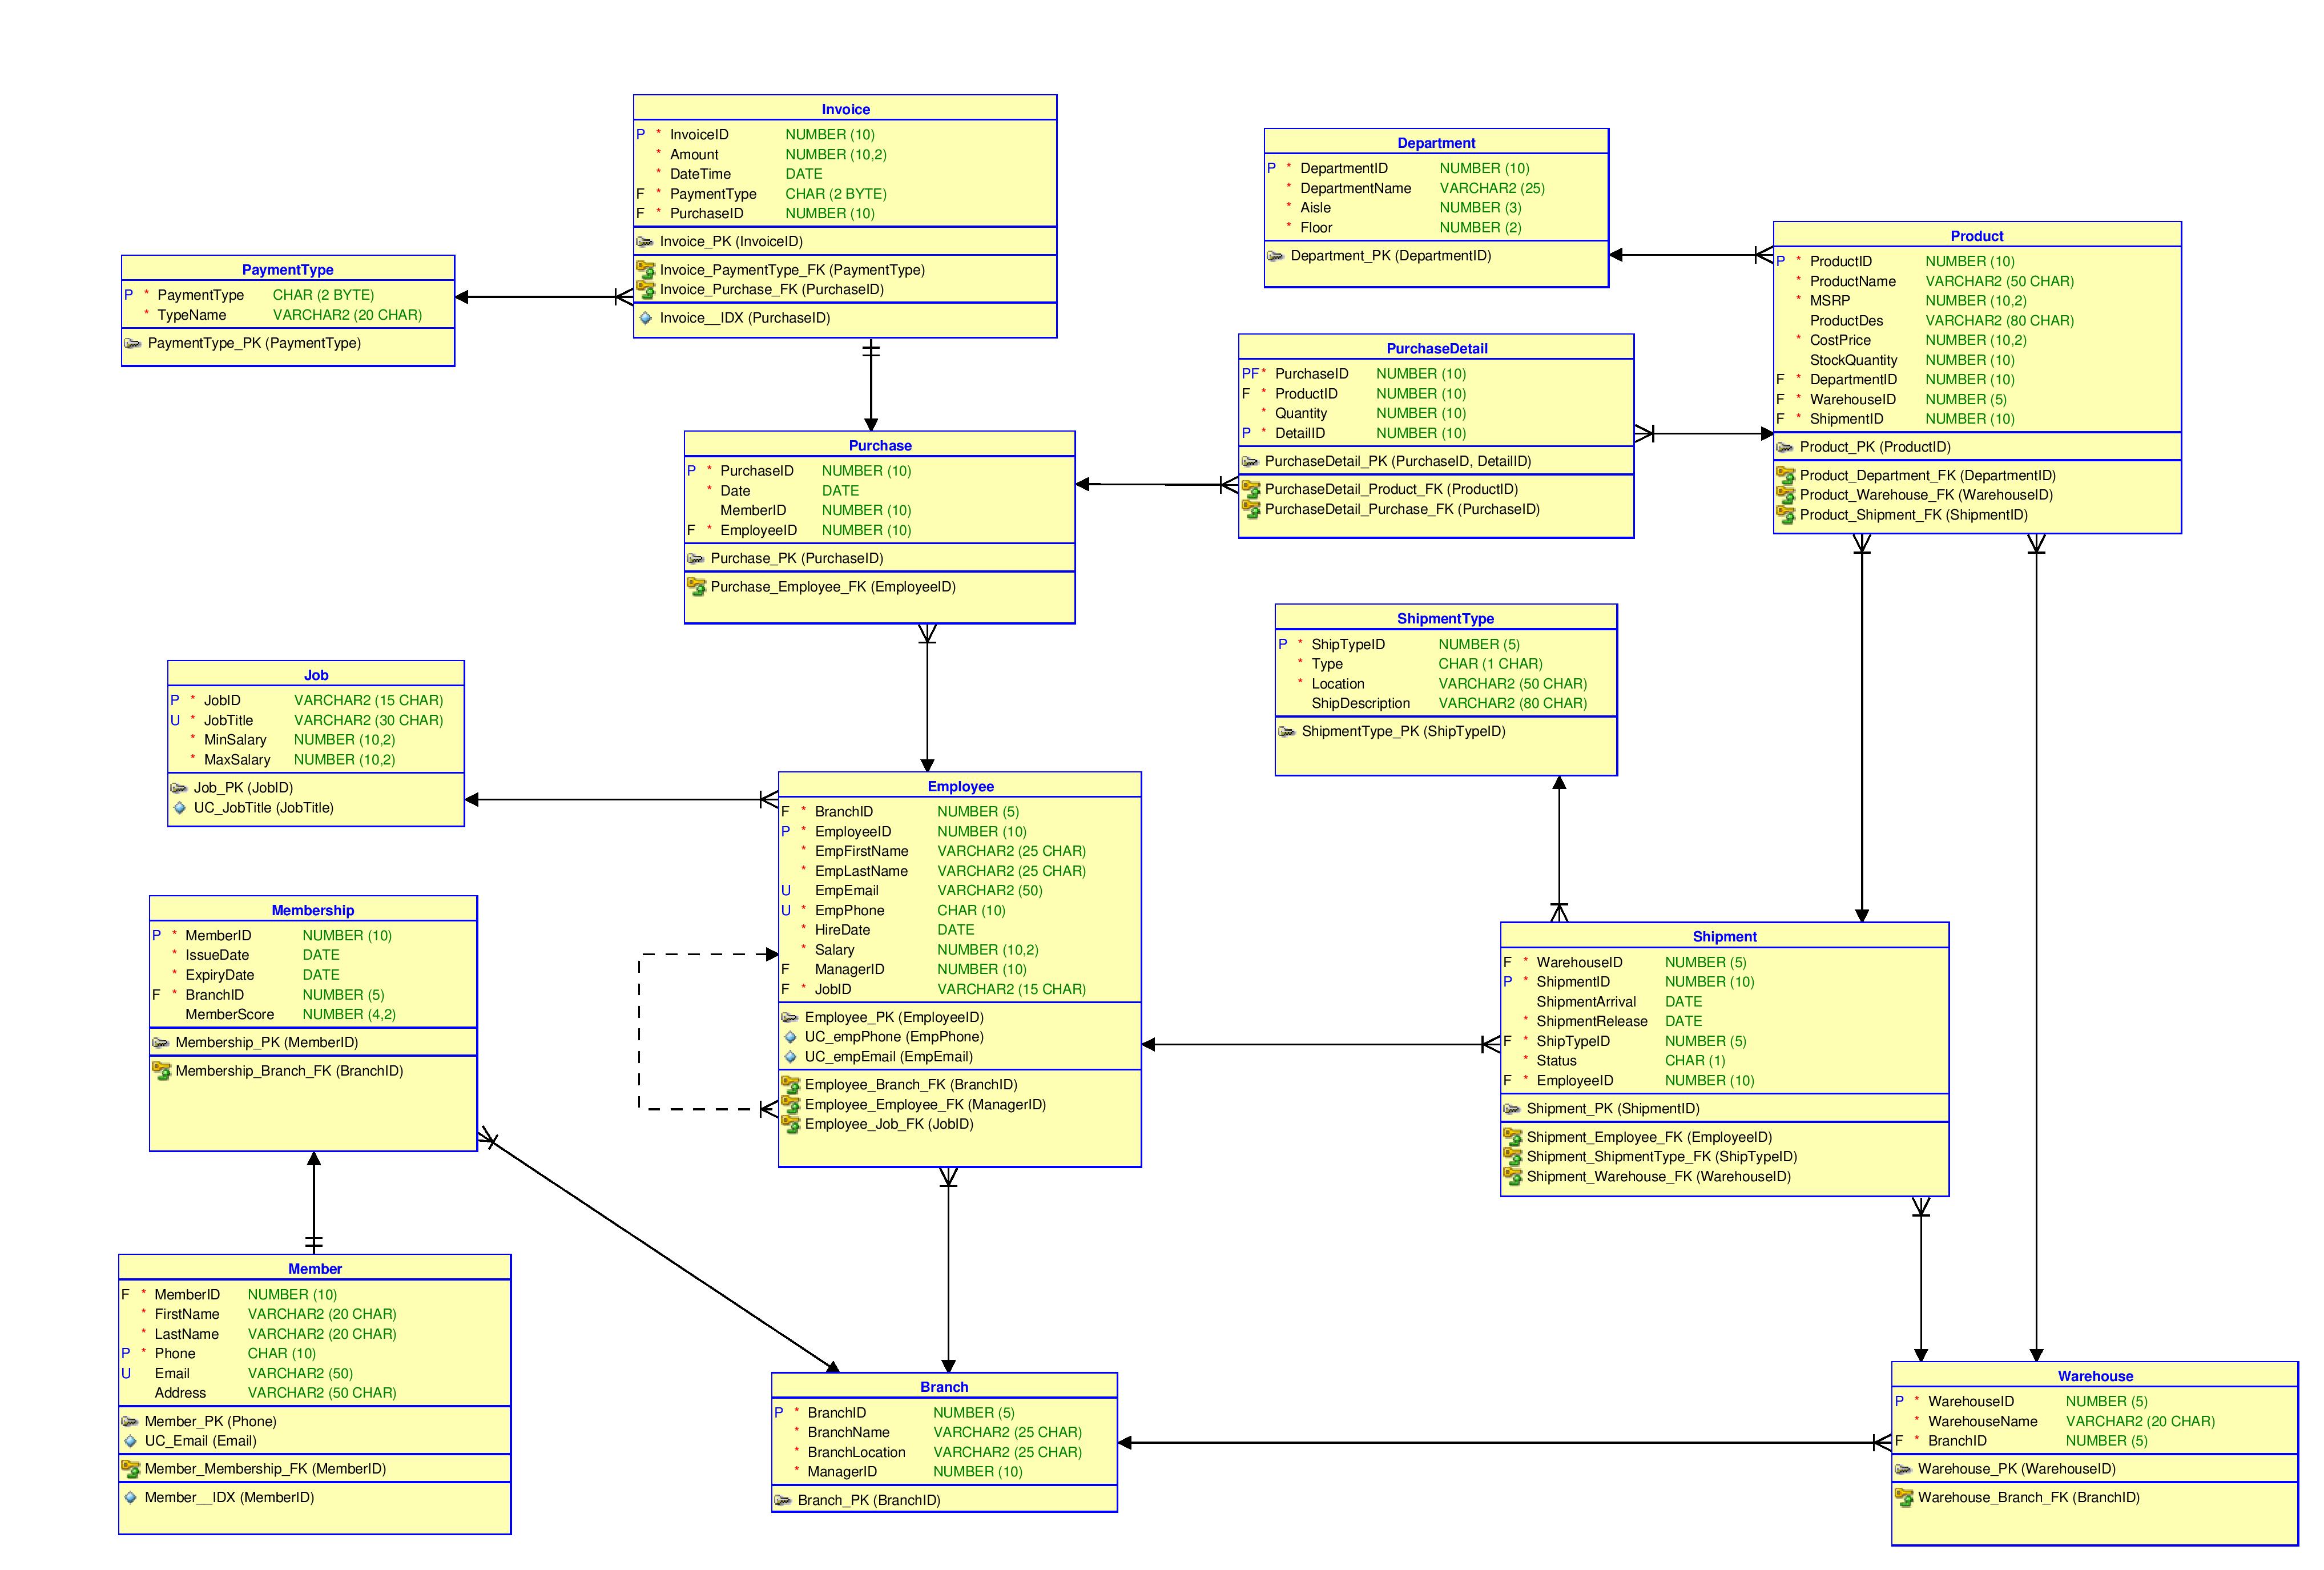 Invoice
P * InvoiceID NUMBER (10)
* Amount NUMBER (10,2)
* DateTime DATE
F * PaymentType CHAR (2 BYTE)
F * PurchaseID NUMBER (10)
Invoice_PK (InvoiceID)
Invoice_PaymentType_FK (PaymentType)
Invoice_Purchase_FK (PurchaseID)
Invoice__IDX (PurchaseID)
Department
P * DepartmentID NUMBER (10)
* DepartmentName VARCHAR2 (25)
* Aisle NUMBER (3)
* Floor NUMBER (2)
Department_PK (DepartmentID)
Product
P * ProductID NUMBER (10)
* ProductName VARCHAR2 (50 CHAR)
* MSRP NUMBER (10,2)
ProductDes VARCHAR2 (80 CHAR)
* CostPrice NUMBER (10,2)
StockQuantity NUMBER (10)
F * DepartmentID NUMBER (10)
F * WarehouseID NUMBER (5)
F * ShipmentID NUMBER (10)
Product_PK (ProductID)
Product_Department_FK (DepartmentID)
Product_Warehouse_FK (WarehouseID)
Product_Shipment_FK (ShipmentID)
PaymentType
P * PaymentType CHAR (2 BYTE)
* TypeName VARCHAR2 (20 CHAR)
PaymentType_PK (PaymentType)
PurchaseDetail
PF * PurchaseID NUMBER (10)
F * ProductID NUMBER (10)
* Quantity NUMBER (10)
P * DetailID NUMBER (10)
PurchaseDetail_PK (PurchaseID, DetailID)
PurchaseDetail_Product_FK (ProductID)
PurchaseDetail_Purchase_FK (PurchaseID)
Purchase
P * PurchaseID NUMBER (10)
* Date DATE
MemberID NUMBER (10)
F * EmployeeID NUMBER (10)
Purchase_PK (PurchaseID)
Purchase_Employee_FK (EmployeeID)
ShipmentType
P * ShipTypeID NUMBER (5)
* Type CHAR (1 CHAR)
* Location VARCHAR2 (50 CHAR)
ShipDescription VARCHAR2 (80 CHAR)
ShipmentType_PK (ShipTypeID)
Job
P * JobID VARCHAR2 (15 CHAR)
U * JobTitle VARCHAR2 (30 CHAR)
* MinSalary NUMBER (10,2)
* MaxSalary NUMBER (10,2)
Job_PK (JobID)
UC_JobTitle (JobTitle)
Employee
F * BranchID NUMBER (5)
P * EmployeeID NUMBER (10)
* EmpFirstName VARCHAR2 (25 CHAR)
* EmpLastName VARCHAR2 (25 CHAR)
U EmpEmail VARCHAR2 (50)
U * EmpPhone CHAR (10)
* HireDate DATE
* Salary NUMBER (10,2)
F ManagerID NUMBER (10)
F * JobID VARCHAR2 (15 CHAR)
Employee_PK (EmployeeID)
UC_empPhone (EmpPhone)
UC_empEmail (EmpEmail)
Employee_Branch_FK (BranchID)
Employee_Employee_FK (ManagerID)
Employee_Job_FK (JobID)
Membership
P * MemberID NUMBER (10)
* IssueDate DATE
* ExpiryDate DATE
F * BranchID NUMBER (5)
MemberScore NUMBER (4,2)
Membership_PK (MemberID)
Membership_Branch_FK (BranchID)
Shipment
F * WarehouseID NUMBER (5)
P * ShipmentID NUMBER (10)
ShipmentArrival DATE
* ShipmentRelease DATE
F * ShipTypeID NUMBER (5)
* Status CHAR (1)
F * EmployeeID NUMBER (10)
Shipment_PK (ShipmentID)
Shipment_Employee_FK (EmployeeID)
Shipment_ShipmentType_FK (ShipTypeID)
Shipment_Warehouse_FK (WarehouseID)
Member
F * MemberID NUMBER (10)
* FirstName VARCHAR2 (20 CHAR)
* LastName VARCHAR2 (20 CHAR)
P * Phone CHAR (10)
U Email VARCHAR2 (50)
Address VARCHAR2 (50 CHAR)
Member_PK (Phone)
UC_Email (Email)
Member_Membership_FK (MemberID)
Member__IDX (MemberID)
Branch
P * BranchID NUMBER (5)
* BranchName VARCHAR2 (25 CHAR)
* BranchLocation VARCHAR2 (25 CHAR)
* ManagerID NUMBER (10)
Branch_PK (BranchID)
Warehouse
P * WarehouseID NUMBER (5)
* WarehouseName VARCHAR2 (20 CHAR)
F * BranchID NUMBER (5)
Warehouse_PK (WarehouseID)
Warehouse_Branch_FK (BranchID)